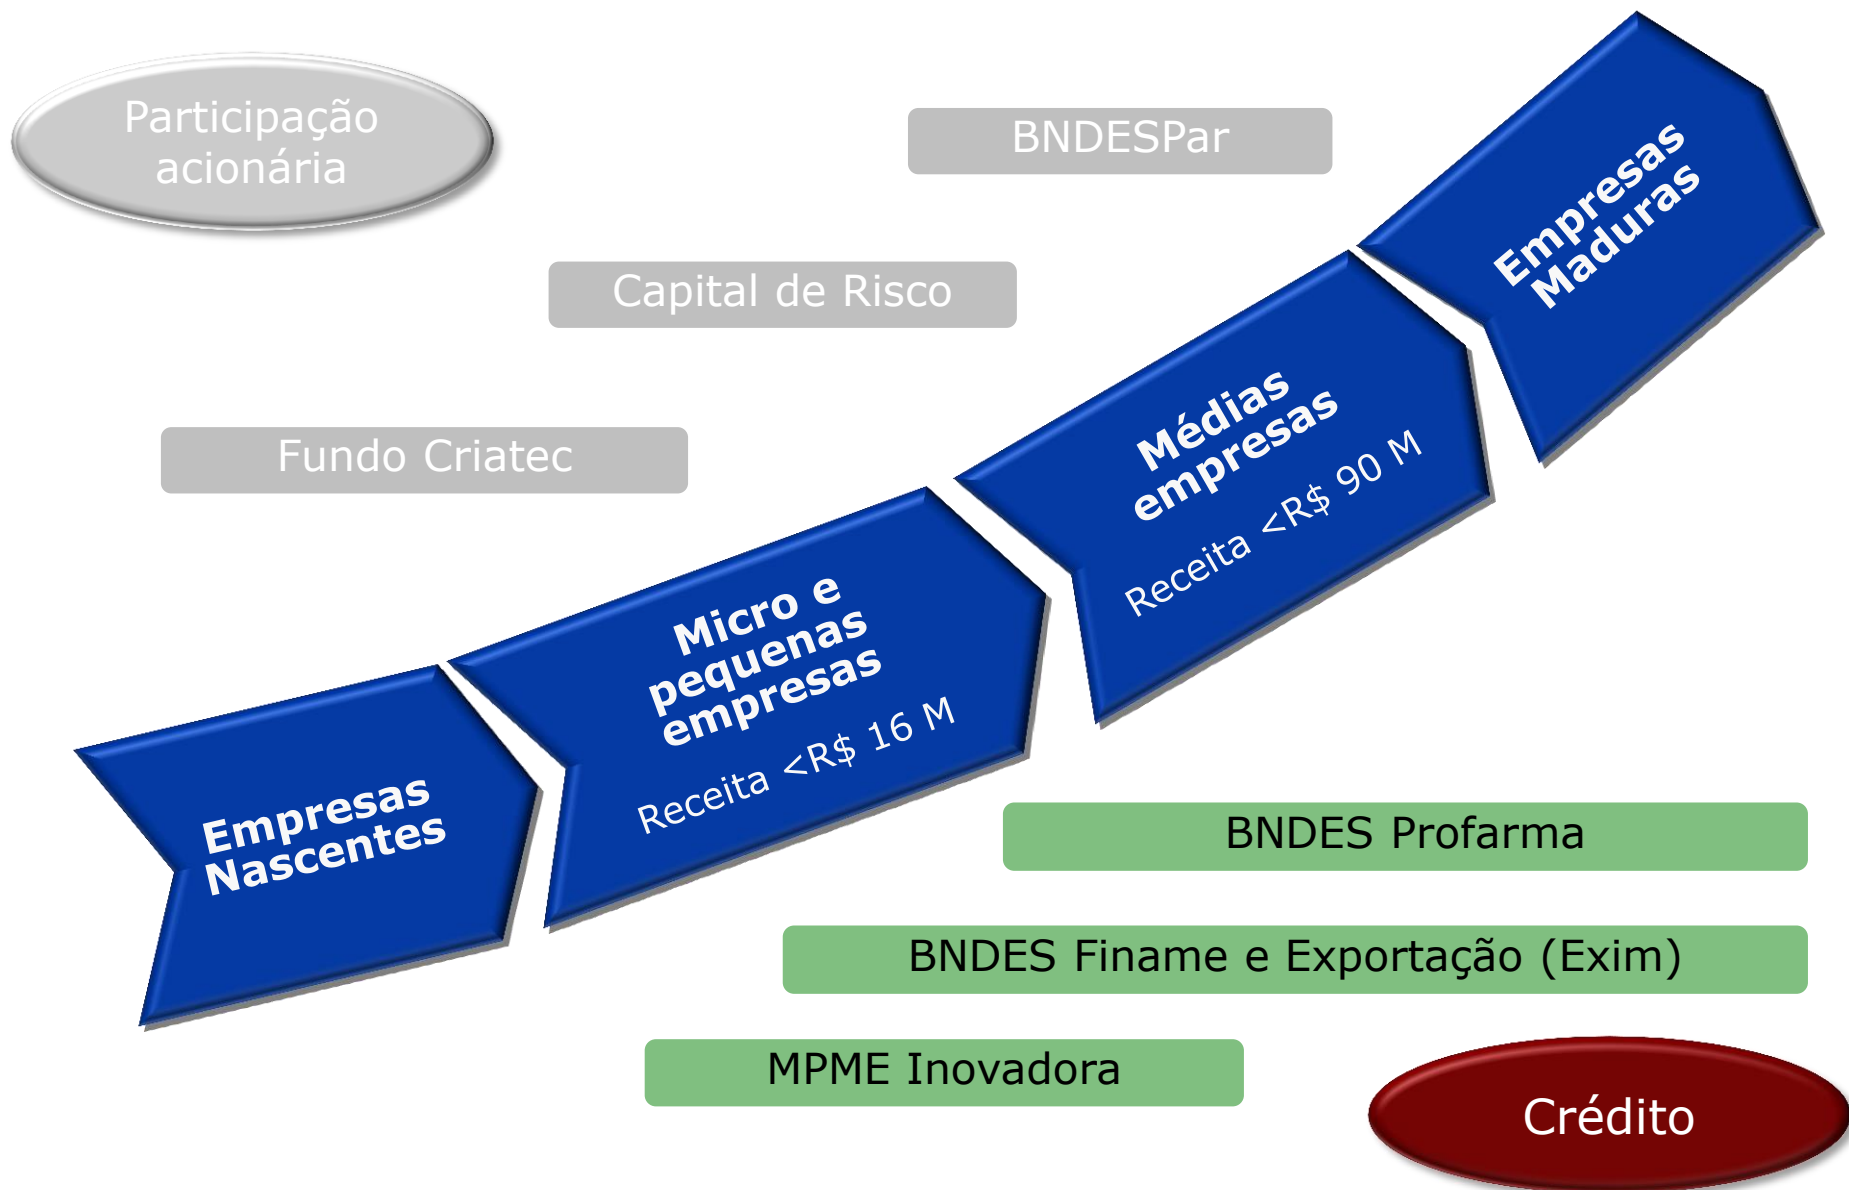 Participação
acionária
BNDESPar
Capital de Risco
Fundo Criatec
Empresas
Maduras
Médias
empresas
Receita <R$ 90 M
Micro e
pequenas
empresas
Receita <R$ 16 M
Empresas
Nascentes
BNDES Profarma
BNDES Finame e Exportação (Exim)
MPME Inovadora
Crédito